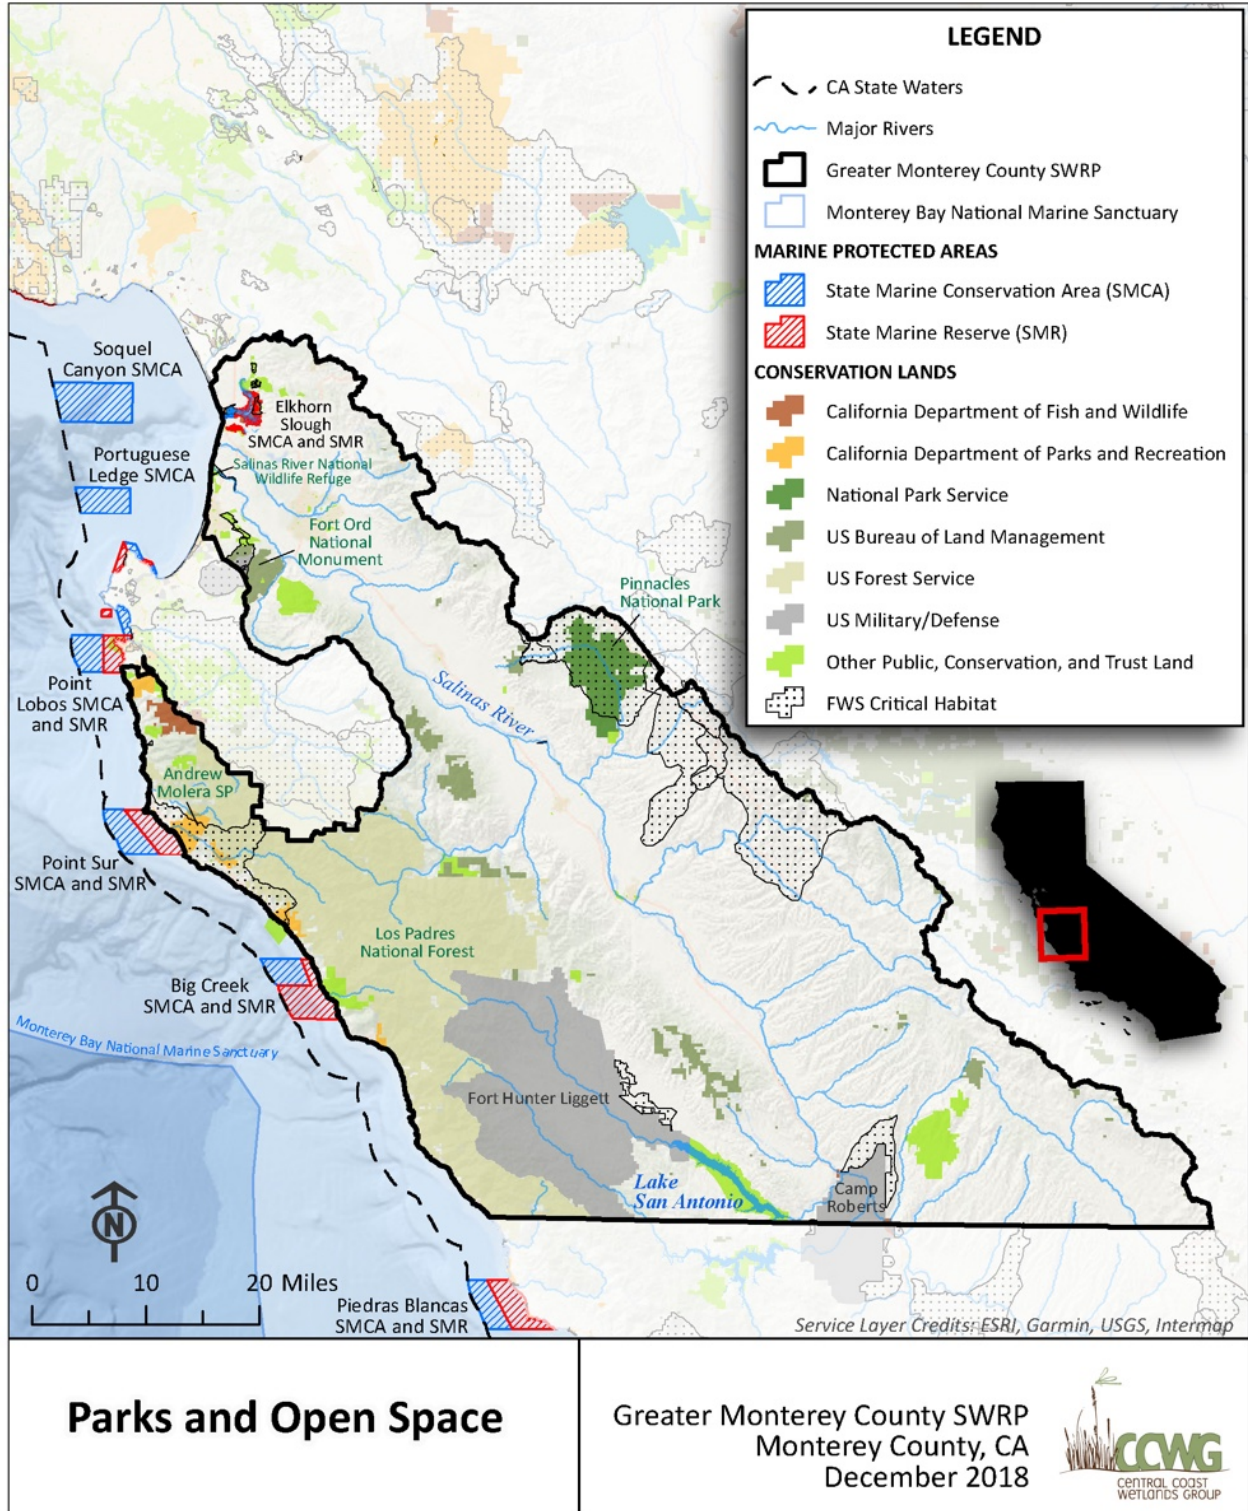 LEGEND
CA State Waters
Major Rivers
Greater Monterey County SWRP
Monterey Bay National Marine Sanctuary
MARINE PROTECTED AREAS
State Marine Conservation Area (SMCA)
State Marine Reserve (SMR)
CONSERVATION LANDS
California Department of Fish and Wildlife
California Department of Parks and Recreation
National Park Service
US Bureau of Land Management
US Forest Service
US Military/Defense
Other Public, Conservation, and Trust Land
FWS Critical Habitat
Soquel
Canyon SMCA
Elkhorn
Slough
SMCA and SMR
Portuguese
Ledge SMCA
Salinas River National
Wildlife Refuge
Fort Ord
National
Monument
Pinnacles
National Park
Point
Lobos SMCA
and SMR
Salinas River
Andrew
Molera SP
Point Sur
SMCA and SMR
Los Padres
National Forest
Big Creek
SMCA and SMR
Monterey Bay National Marine Sanctuary
Fort Hunter Liggett
Lake
San Antonio
Camp
Roberts
N
0 10 20 Miles
Piedras Blancas
SMCA and SMR
Service Layer Credits: ESRI, Garmin, USGS, Intermap
Parks and Open Space
Greater Monterey County SWRP
Monterey County, CA
December 2018
CCWG
CENTRAL COAST
WETLANDS GROUP